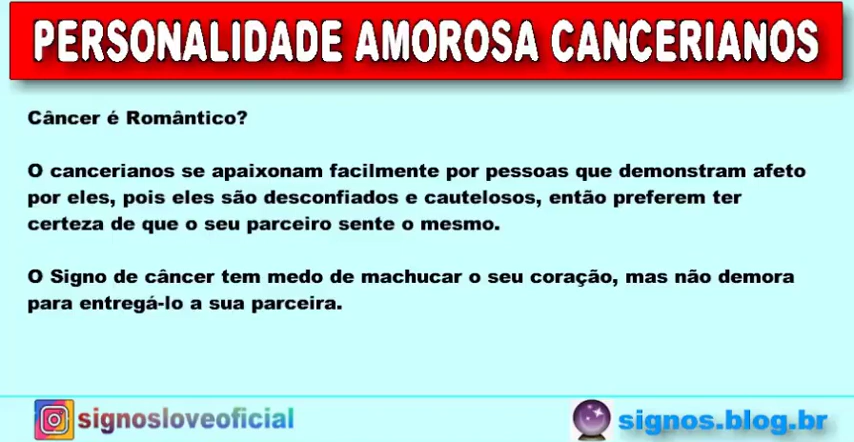 PERSONALIDADE AMOROSA CANCERIANOS
Câncer é Romântico?
O cancerianos se apaixonam facilmente por pessoas que demonstram afeto
por eles, pois eles são desconfiados e cautelosos, então preferem ter
certeza de que o seu parceiro sente o mesmo.
O Signo de câncer tem medo de machucar o seu coração, mas não demora
para entregá-lo a sua parceira.
signosloveoficial
signos.blog.br